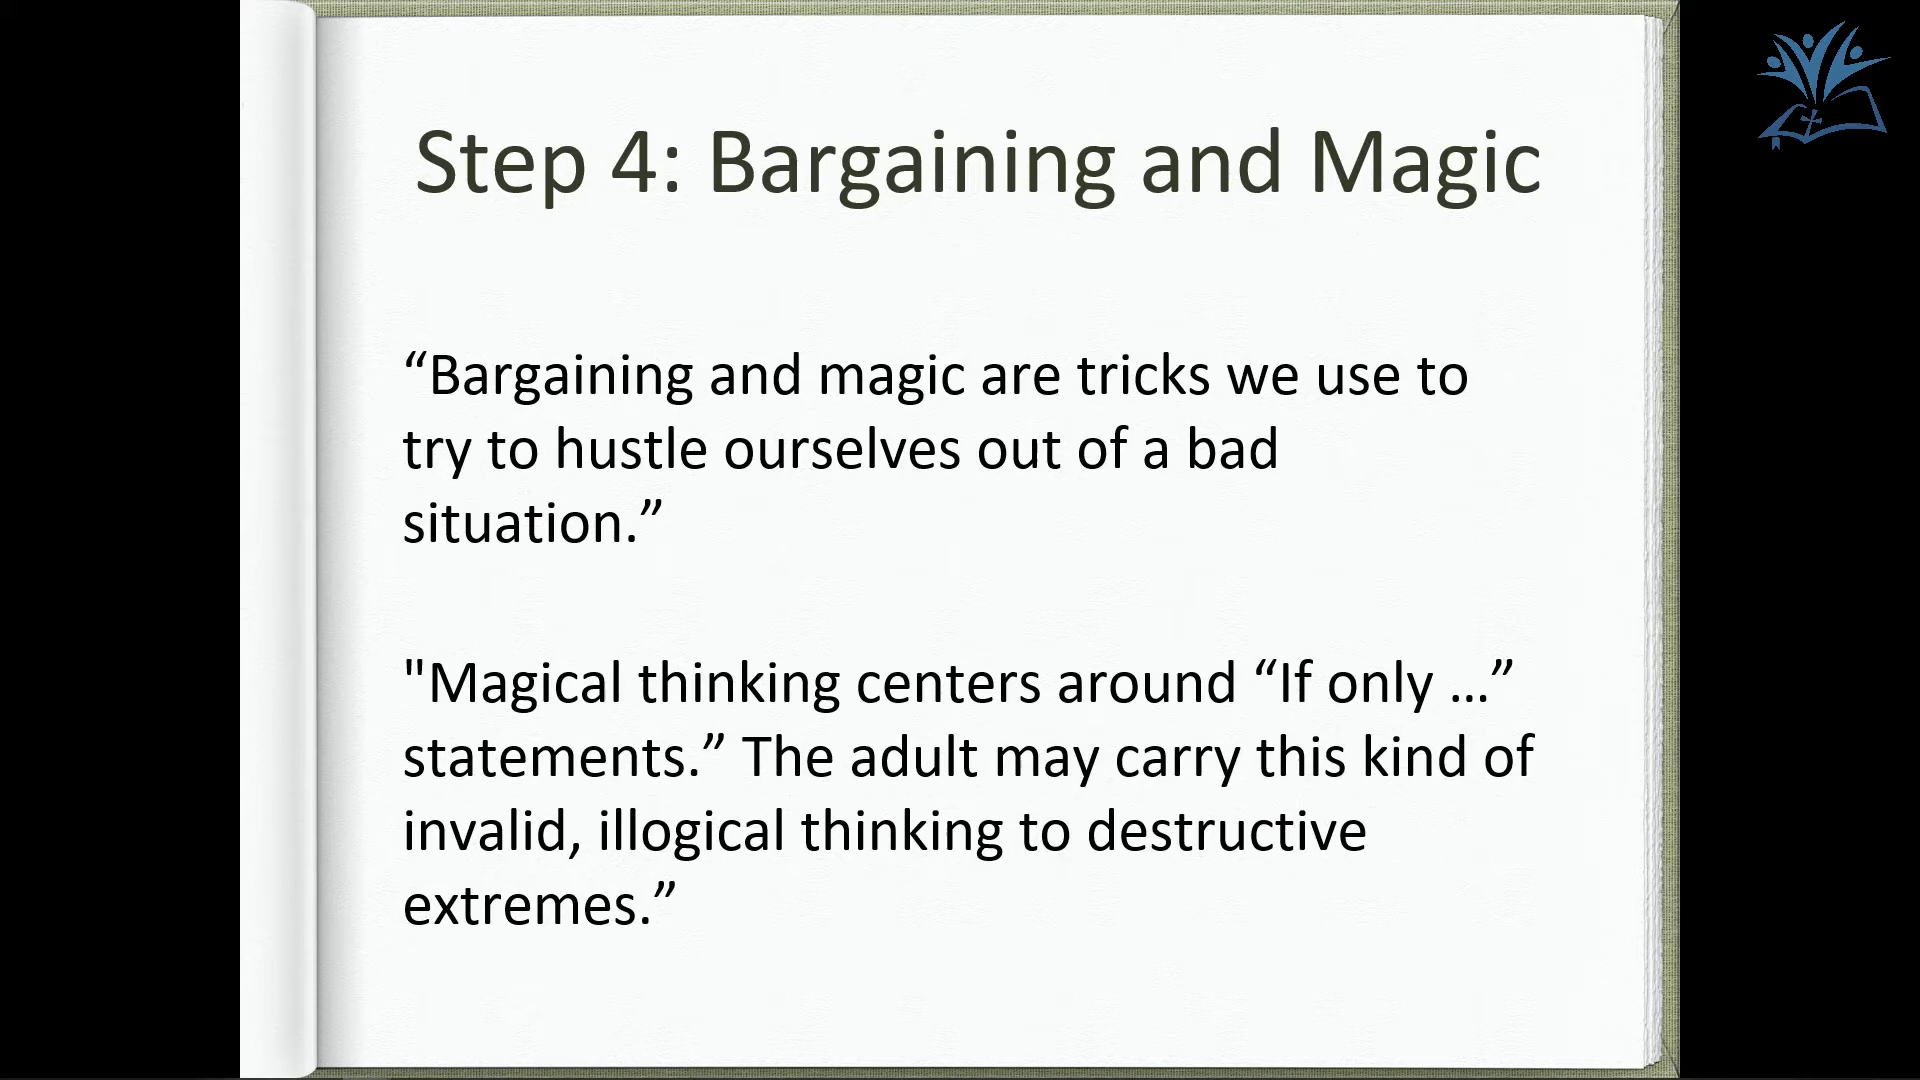 Step 4: Bargaining and Magic
“Bargaining and magic are tricks we use to
try to hustle ourselves out of a bad
situation.”
"Magical thinking centers around “If only …”
statements.” The adult may carry this kind of
invalid, illogical thinking to destructive
extremes.”